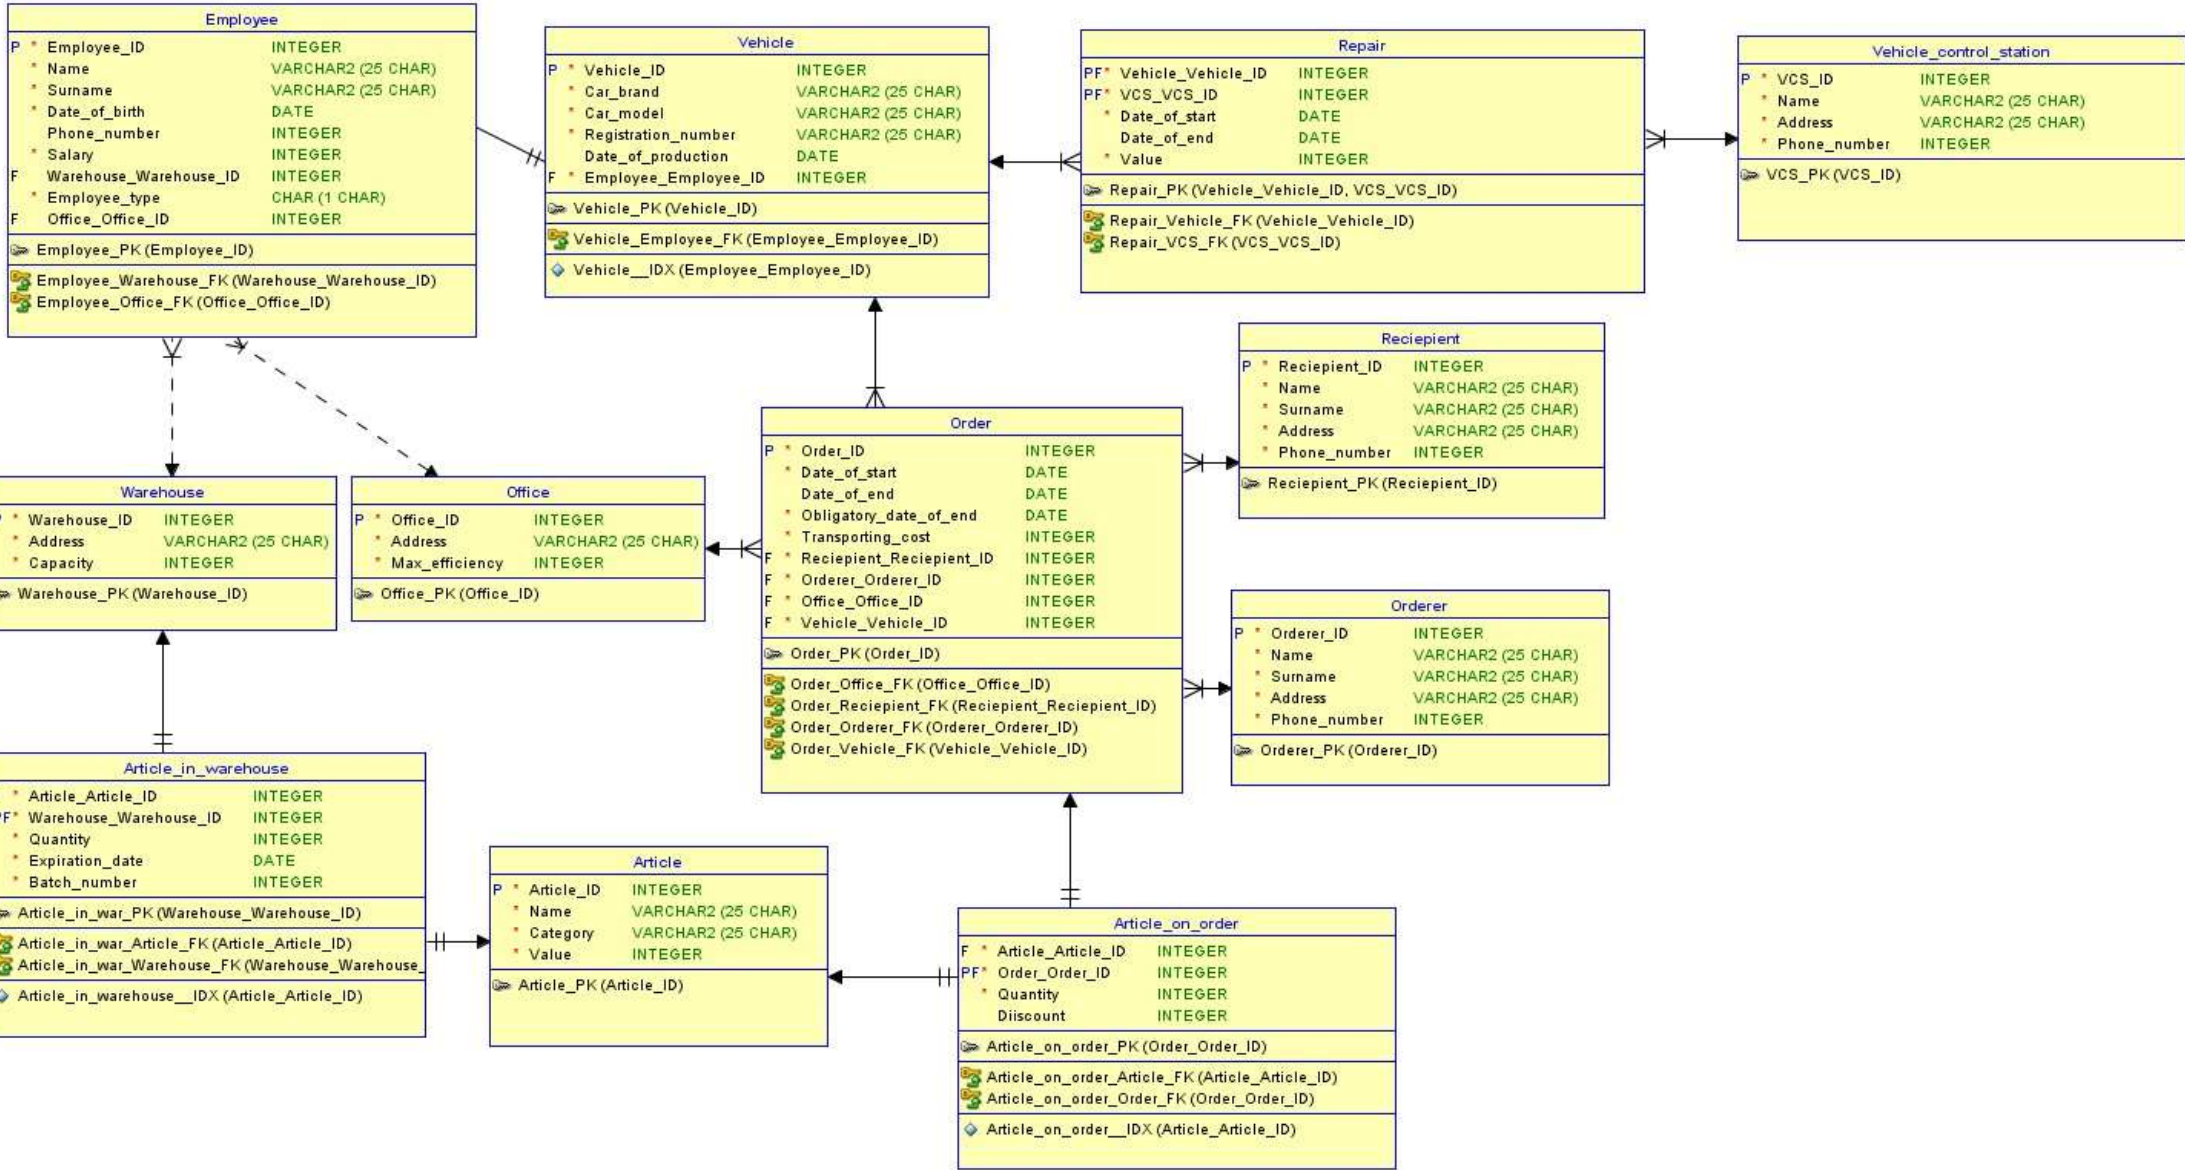 Employee
P * Employee_ID INTEGER
* Name VARCHAR2 (25 CHAR)
* Surname VARCHAR2 (25 CHAR)
* Date_of_birth DATE
Phone_number INTEGER
* Salary INTEGER
F Warehouse_Warehouse_ID INTEGER
* Employee_type CHAR (1 CHAR)
F Office_Office_ID INTEGER
Employee_PK (Employee_ID)
Employee_Warehouse_FK (Warehouse_Warehouse_ID)
Employee_Office_FK (Office_Office_ID)
Vehicle
P * Vehicle_ID INTEGER
* Car_brand VARCHAR2 (25 CHAR)
* Car_model VARCHAR2 (25 CHAR)
* Registration_number VARCHAR2 (25 CHAR)
Date_of_production DATE
F * Employee_Employee_ID INTEGER
Vehicle_PK (Vehicle_ID)
Vehicle_Employee_FK (Employee_Employee_ID)
Vehicle__IDX (Employee_Employee_ID)
Repair
PF* Vehicle_Vehicle_ID INTEGER
PF* VCS_VCS_ID INTEGER
* Date_of_start DATE
Date_of_end DATE
* Value INTEGER
Repair_PK (Vehicle_Vehicle_ID, VCS_VCS_ID)
Repair_Vehicle_FK (Vehicle_Vehicle_ID)
Repair_VCS_FK (VCS_VCS_ID)
Vehicle_control_station
P * VCS_ID INTEGER
* Name VARCHAR2 (25 CHAR)
* Address VARCHAR2 (25 CHAR)
* Phone_number INTEGER
VCS_PK (VCS_ID)
Reciepient
P * Reciepient_ID INTEGER
* Name VARCHAR2 (25 CHAR)
* Surname VARCHAR2 (25 CHAR)
* Address VARCHAR2 (25 CHAR)
* Phone_number INTEGER
Reciepient_PK (Reciepient_ID)
Warehouse
* Warehouse_ID INTEGER
* Address VARCHAR2 (25 CHAR)
* Capacity INTEGER
Warehouse_PK (Warehouse_ID)
Office
P * Office_ID INTEGER
* Address VARCHAR2 (25 CHAR)
* Max_efficiency INTEGER
Office_PK (Office_ID)
Order
P * Order_ID INTEGER
* Date_of_start DATE
Date_of_end DATE
* Obligatory_date_of_end DATE
* Transporting_cost INTEGER
F * Reciepient_Reciepient_ID INTEGER
F * Orderer_Orderer_ID INTEGER
F * Office_Office_ID INTEGER
F * Vehicle_Vehicle_ID INTEGER
Order_PK (Order_ID)
Order_Office_FK (Office_Office_ID)
Order_Reciepient_FK (Reciepient_Reciepient_ID)
Order_Orderer_FK (Orderer_Orderer_ID)
Order_Vehicle_FK (Vehicle_Vehicle_ID)
Orderer
P * Orderer_ID INTEGER
* Name VARCHAR2 (25 CHAR)
* Surname VARCHAR2 (25 CHAR)
* Address VARCHAR2 (25 CHAR)
* Phone_number INTEGER
Orderer_PK (Orderer_ID)
Article_in_warehouse
* Article_Article_ID INTEGER
F* Warehouse_Warehouse_ID INTEGER
* Quantity INTEGER
* Expiration_date DATE
* Batch_number INTEGER
Article_in_war_PK (Warehouse_Warehouse_ID)
Article_in_war_Article_FK (Article_Article_ID)
Article_in_war_Warehouse_FK (Warehouse_Warehouse_
Article_in_warehouse__IDX (Article_Article_ID)
Article
P * Article_ID INTEGER
* Name VARCHAR2 (25 CHAR)
* Category VARCHAR2 (25 CHAR)
* Value INTEGER
Article_PK (Article_ID)
Article_on_order
F * Article_Article_ID INTEGER
PF* Order_Order_ID INTEGER
* Quantity INTEGER
Diiscount INTEGER
Article_on_order_PK (Order_Order_ID)
Article_on_order_Article_FK (Article_Article_ID)
Article_on_order_Order_FK (Order_Order_ID)
Article_on_order__IDX (Article_Article_ID)